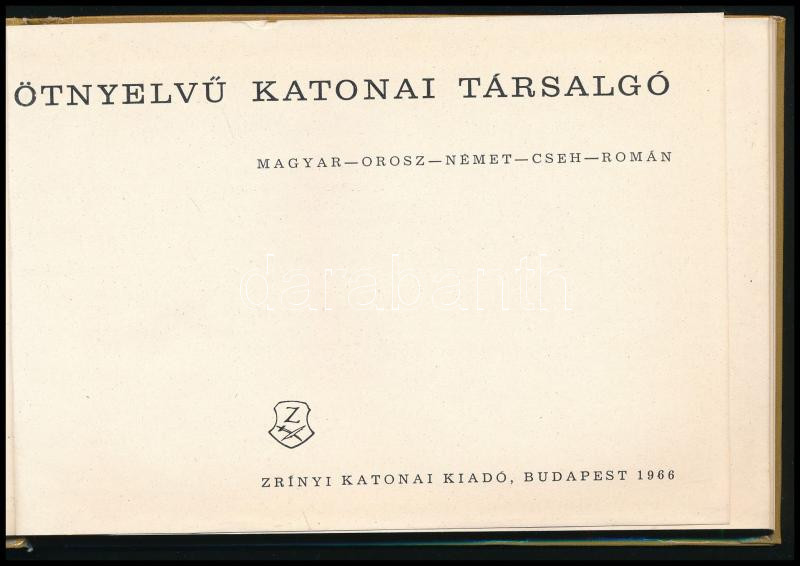 ÖTNYELVŰ KATONAI TÁRSALGÓ
MAGYAR—OROSZ—NÉMET—CSEH—ROMÁN
darabanth
Z
ZRÍNYI KATONAI KIADÓ, BUDAPEST 1966